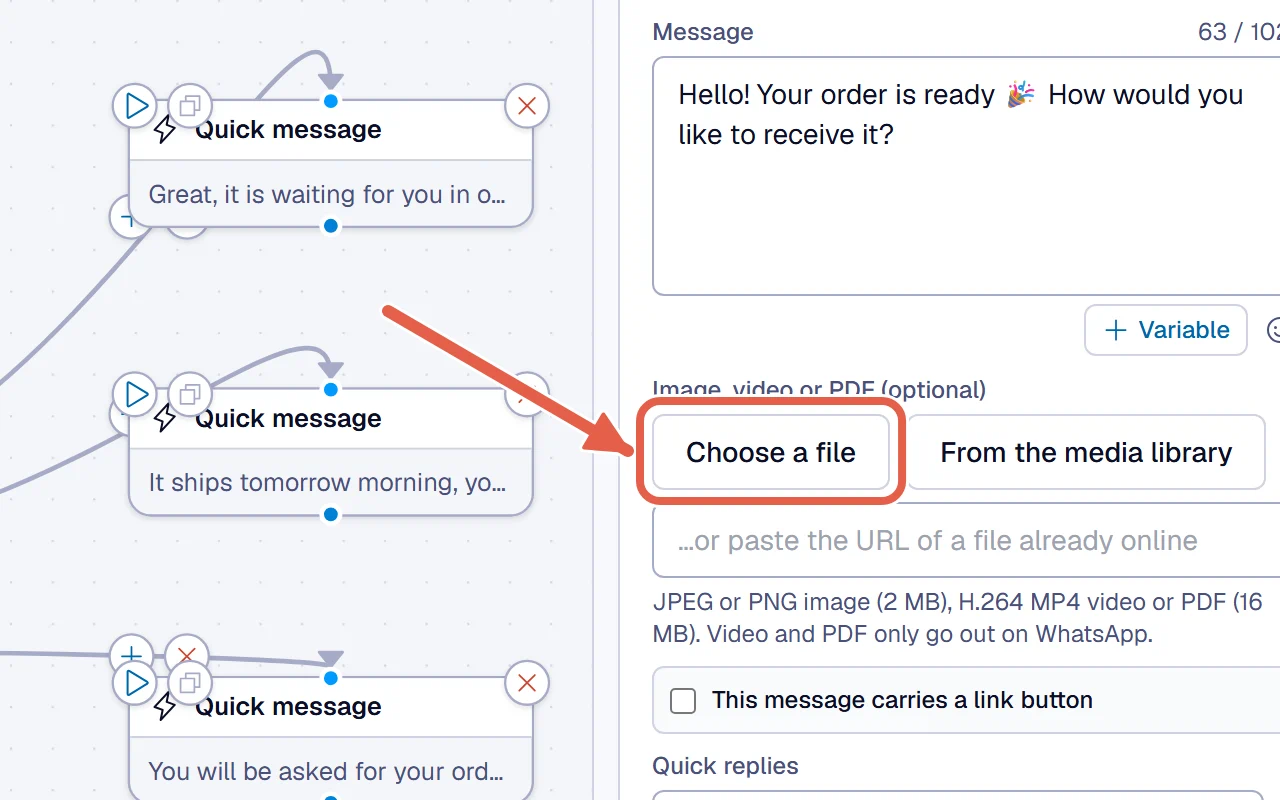 Quick message
Great, it is waiting for you in o...
Quick message
It ships tomorrow morning, yo...
Quick message
You will be asked for your ord...
Message
63 / 102
Hello! Your order is ready 🎉 How would you
like to receive it?
+ Variable
Image, video or PDF (optional)
Choose a file
From the media library
...or paste the URL of a file already online
JPEG or PNG image (2 MB), H.264 MP4 video or PDF (16
MB). Video and PDF only go out on WhatsApp.
This message carries a link button
Quick replies